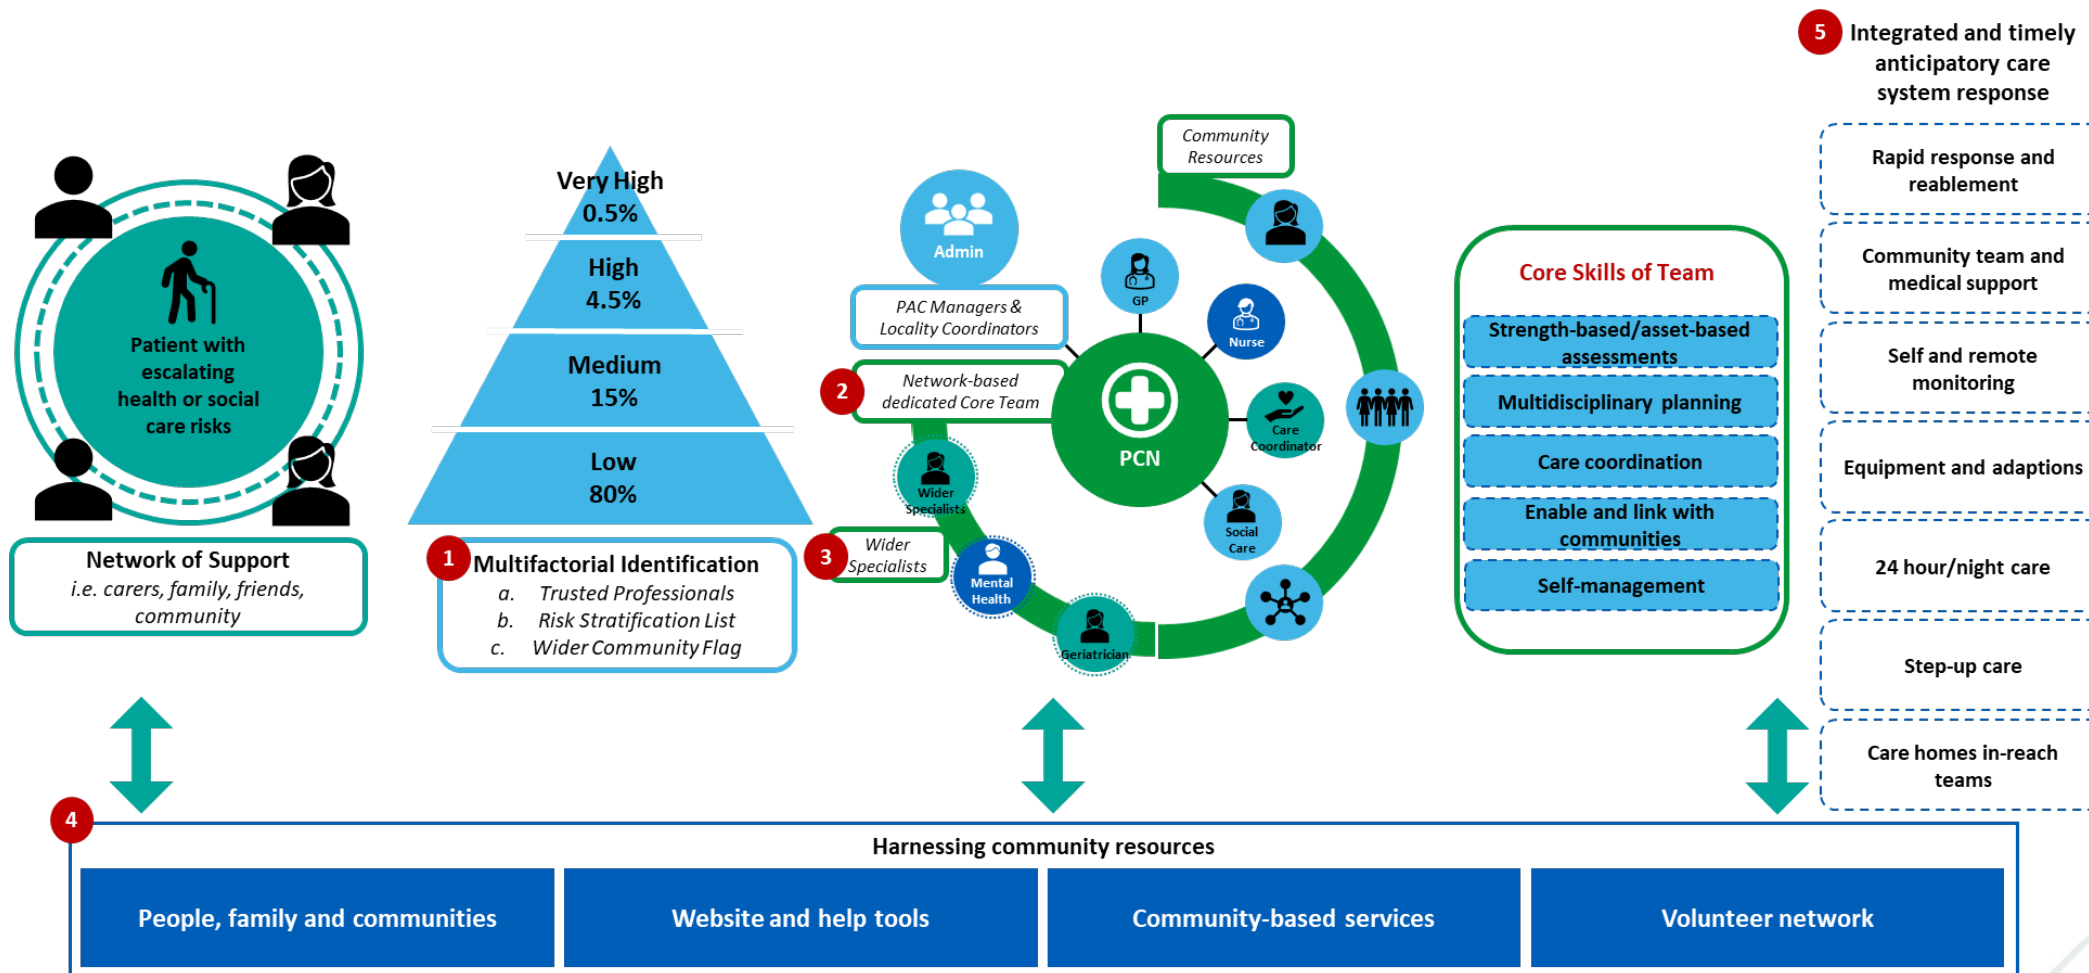 Patient with
escalating
health or social
care risks
Network of Support
i.e. carers, family, friends,
community
Very High
0.5%
High
4.5%
Medium
15%
Low
80%
1
Multifactorial Identification
a. Trusted Professionals
b. Risk Stratification List
c. Wider Community Flag
Admin
PAC Managers &
Locality Coordinators
2
Network-based
dedicated Core Team
3
Wider
Specialists
Community
Resources
GP
Nurse
Care
Coordinator
Social
Care
PCN
Wider
Specialists
Mental
Health
Geriatrician
Core Skills of Team
Strength-based/asset-based
assessments
Multidisciplinary planning
Care coordination
Enable and link with
communities
Self-management
5
Integrated and timely
anticipatory care
system response
Rapid response and
reablement
Community team and
medical support
Self and remote
monitoring
Equipment and adaptions
24 hour/night care
Step-up care
Care homes in-reach
teams
4
Harnessing community resources
People, family and communities
Website and help tools
Community-based services
Volunteer network